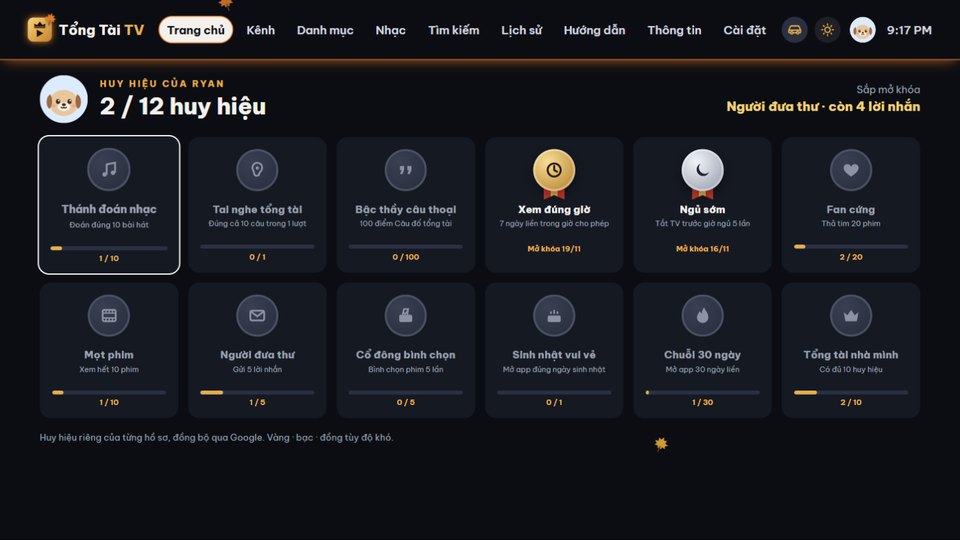 Tổng Tài TV
Trang chủ
Kênh
Danh mục
Nhạc
Tìm kiếm
Lịch sử
Hướng dẫn
Thông tin
Cài đặt
9:17 PM
HUY HIỆU CỦA RYAN
2 / 12 huy hiệu
Sắp mở khóa
Người đưa thư · còn 4 lời nhắn
Thánh đoán nhạc
Đoán đúng 10 bài hát
1 / 10
Tai nghe tổng tài
Đúng cả 10 câu trong 1 lượt
0 / 1
Bậc thầy câu thoại
100 điểm Câu đố tổng tài
0 / 100
Xem đúng giờ
7 ngày liền trong giờ cho phép
Mở khóa 19/11
Ngủ sớm
Tắt TV trước giờ ngủ 5 lần
Mở khóa 16/11
Fan cứng
Thả tim 20 phim
2 / 20
Mọt phim
Xem hết 10 phim
1 / 10
Người đưa thư
Gửi 5 lời nhắn
1 / 5
Cổ đông bình chọn
Bình chọn phim 5 lần
0 / 5
Sinh nhật vui vẻ
Mở app đúng ngày sinh nhật
0 / 1
Chuỗi 30 ngày
Mở app 30 ngày liền
1 / 30
Tổng tài nhà mình
Có đủ 10 huy hiệu
2 / 10
Huy hiệu riêng của từng hồ sơ, đồng bộ qua Google. Vàng · bạc · đồng tùy độ khó.